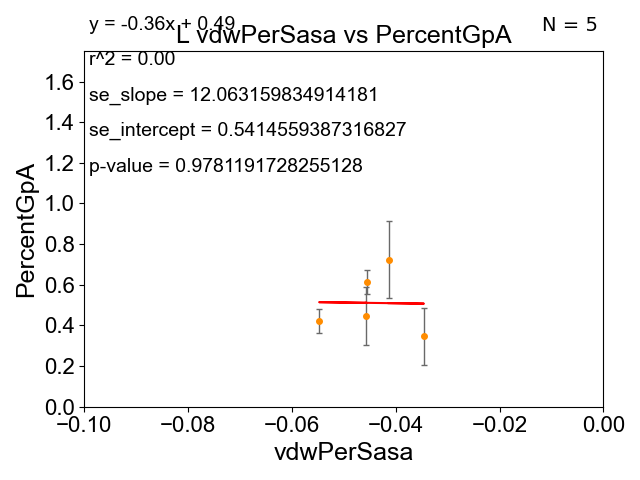 y = -0.36x + 0.49
N = 5
L vdwPerSasa vs PercentGpA
r^2 = 0.00
se_slope = 12.063159834914181
se_intercept = 0.5414559387316827
p-value = 0.9781191728255128
PercentGpA
1.6
1.4
1.2
1.0
0.8
0.6
0.4
0.2
0.0
−0.10
−0.08
−0.06
−0.04
−0.02
0.00
vdwPerSasa